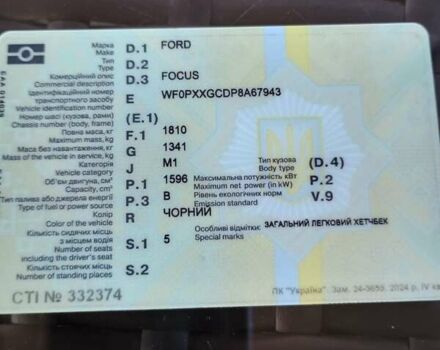 Марка D.1 FORD
Make
Тип D.2
Type
Комерційний опис D.3 FOCUS
Commercial description
Ідентифікаційний номер
транспортного засобу E WF0PXXGCDP8A67943
Vehicle identification number
Номер шасі (кузова, рами) (E.1)
Chassis number (body, frame)
Повна маса, кг F.1 1810
Maximum mass, kg
Маса без навантаження, кг G 1341
Mass of the vehicle in service, kg
Категорія J M1 Тип кузова (D.4)
Vehicle category Body type
Об'єм двигуна, см³ P.1 1596 Максимальна потужність кВт P.2
Capacity, cm³ Maximum net power (in kW)
Тип палива або джерела енергії P.3 B Рівень екологічних норм V.9
Type of fuel or power source Emission standard
Колір R ЧОРНИЙ
Color of the vehicle Особливі відмітки: ЗАГАЛЬНИЙ ЛЕГКОВИЙ ХЕТЧБЕК
Кількість сидячих місць Special marks
з місцем водія S.1 5
Number of seats
including the driver's seat
Кількість стоячих місць S.2
Number of standing places
СТІ № 332374
ПК "Україна". Зам. 24-3655. 2024 р. IV кв